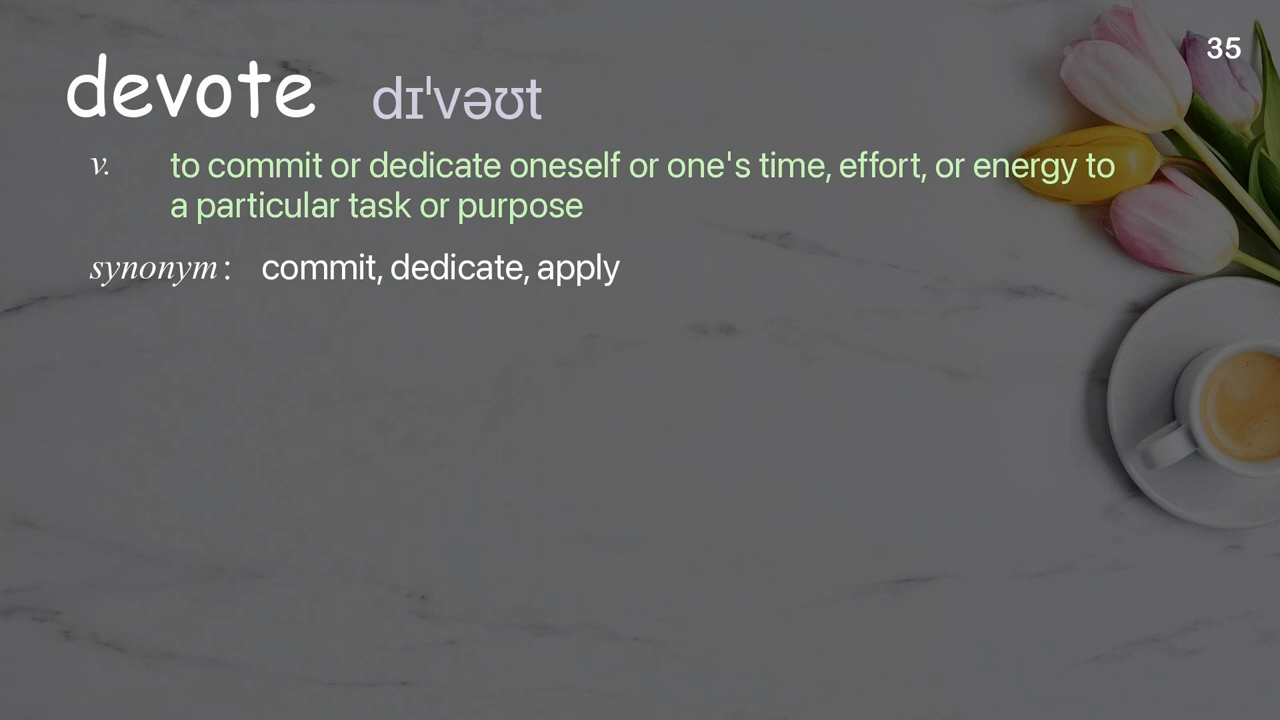 35
devote dɪˈvəʊt
v. to commit or dedicate oneself or one's time, effort, or energy to
a particular task or purpose
synonym: commit, dedicate, apply